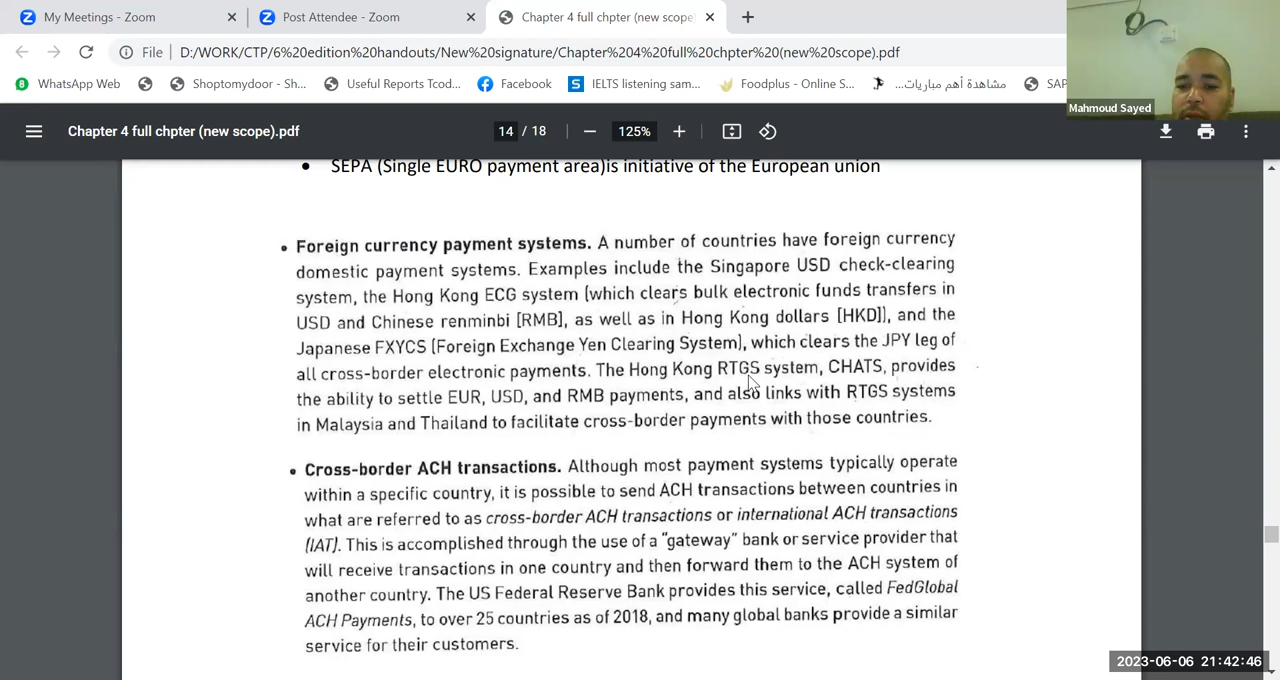 My Meetings - Zoom
Post Attendee - Zoom
Chapter 4 full chpter (new scope
File D:/WORK/CTP/6%20edition%20handouts/New%20signature/Chapter%204%20full%20chpter%20(new%20scope).pdf
WhatsApp Web
Shoptomydoor - Sh...
Useful Reports Tcod...
Facebook
IELTS listening sam...
Foodplus - Online S...
مشاهدة أهم مباريات...
SAP
Mahmoud Sayed
Chapter 4 full chpter (new scope).pdf
14 / 18
125%
• SEPA (Single EURO payment area)is initiative of the European union
• Foreign currency payment systems. A number of countries have foreign currency
domestic payment systems. Examples include the Singapore USD check-clearing
system, the Hong Kong ECG system (which clears bulk electronic funds transfers in
USD and Chinese renminbi [RMB], as well as in Hong Kong dollars [HKD]), and the
Japanese FXYCS (Foreign Exchange Yen Clearing System), which clears the JPY leg of
all cross-border electronic payments. The Hong Kong RTGS system, CHATS, provides
the ability to settle EUR, USD, and RMB payments, and also links with RTGS systems
in Malaysia and Thailand to facilitate cross-border payments with those countries.
• Cross-border ACH transactions. Although most payment systems typically operate
within a specific country, it is possible to send ACH transactions between countries in
what are referred to as cross-border ACH transactions or international ACH transactions
(IAT). This is accomplished through the use of a "gateway" bank or service provider that
will receive transactions in one country and then forward them to the ACH system of
another country. The US Federal Reserve Bank provides this service, called FedGlobal
ACH Payments, to over 25 countries as of 2018, and many global banks provide a similar
service for their customers.
2023-06-06 21:42:46